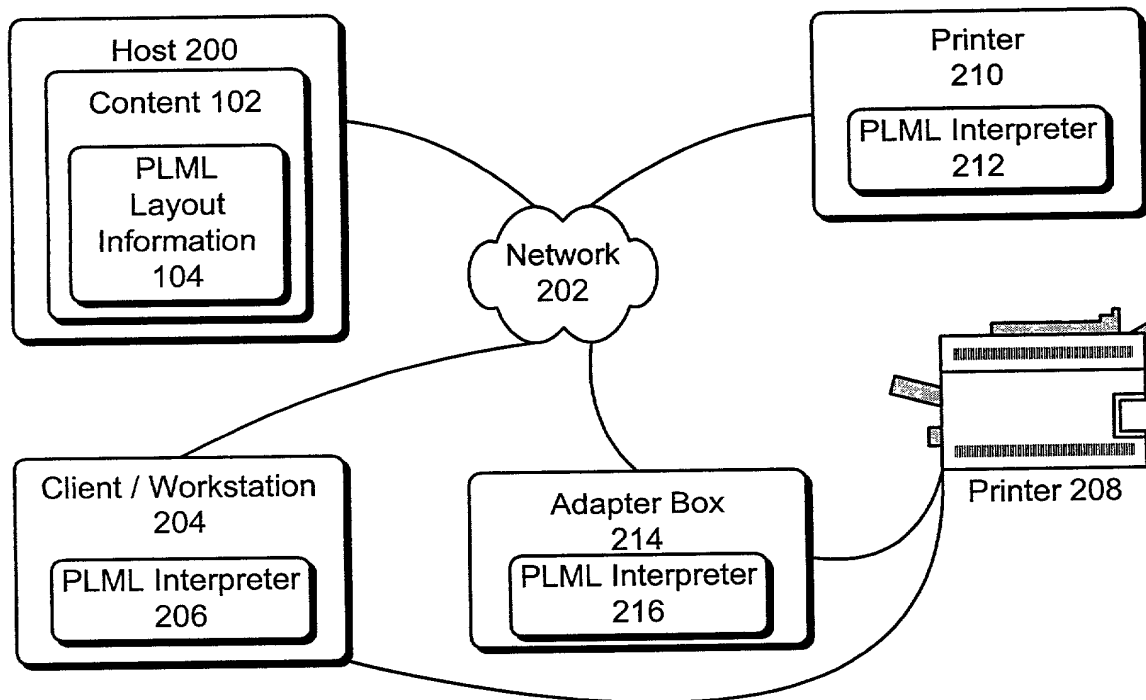 Host 200
Content 102
PLML
Layout
Information
104
Printer
210
PLML Interpreter
212
Network
202
Client / Workstation
204
PLML Interpreter
206
Adapter Box
214
PLML Interpreter
216
Printer 208